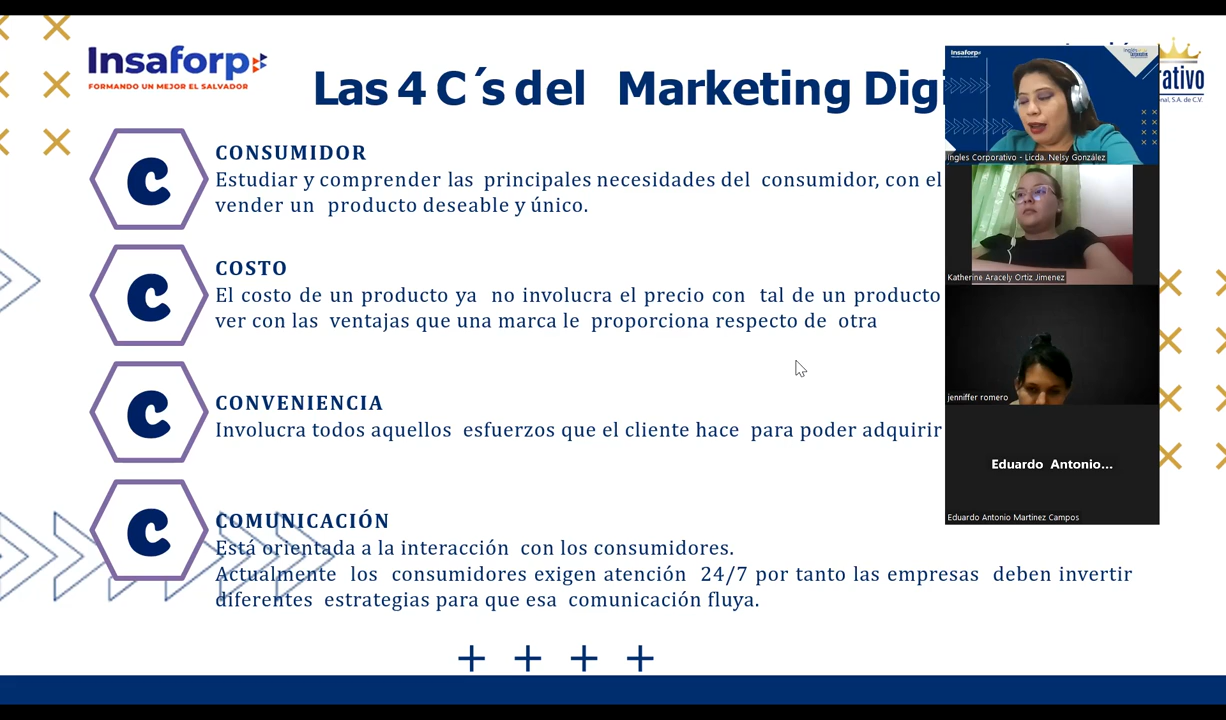 Insaforp
FORMANDO UN MEJOR EL SALVADOR
Las 4 C´s del Marketing Digi
rativo
nal, S.A. de C.V.
C
CONSUMIDOR
Estudiar y comprender las principales necesidades del consumidor, con el
vender un producto deseable y único.
C
COSTO
El costo de un producto ya no involucra el precio con tal de un producto
ver con las ventajas que una marca le proporciona respecto de otra
C
CONVENIENCIA
Involucra todos aquellos esfuerzos que el cliente hace para poder adquirir
C
COMUNICACIÓN
Está orientada a la interacción con los consumidores.
Actualmente los consumidores exigen atención 24/7 por tanto las empresas deben invertir
diferentes estrategias para que esa comunicación fluya.
Insaforp
Ingles Corporativo - Licda. Nelsy González
Katherine Aracely Ortiz Jimenez
jenniffer romero
Eduardo Antonio...
Eduardo Antonio Martinez Campos